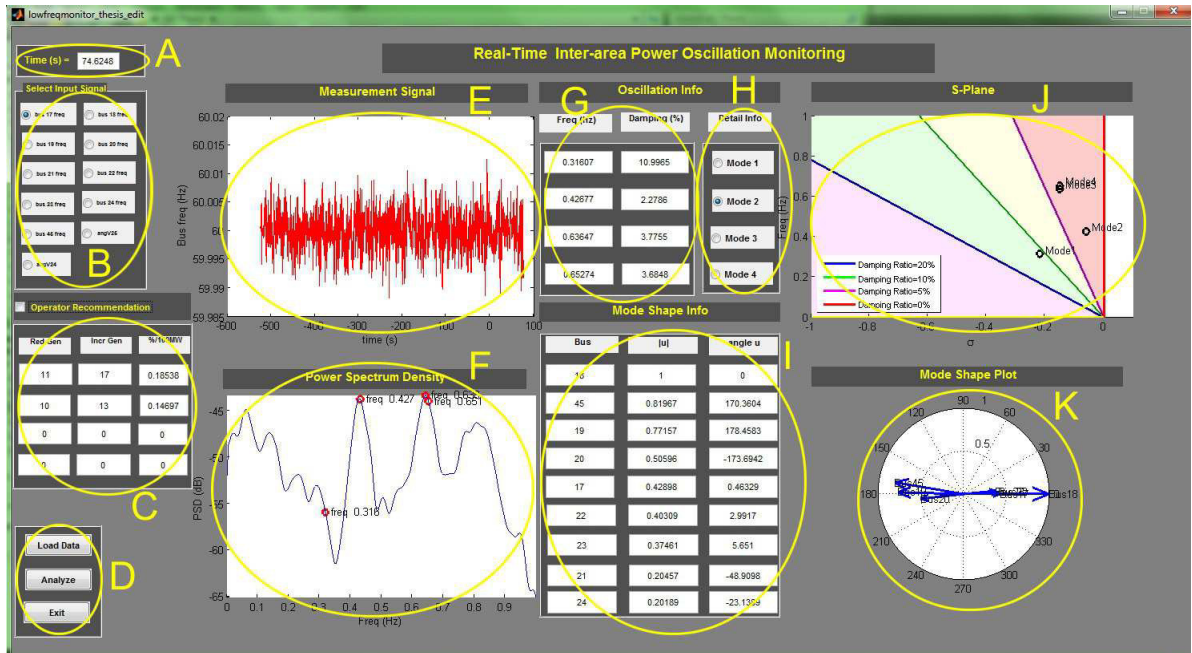 lowfreqmonitor_thesis_edit
Real-Time Inter-area Power Oscillation Monitoring
A
Time (s) = 74.6248
Select Input Signal
bus 17 freq bus 18 freq
bus 19 freq bus 20 freq
bus 21 freq bus 22 freq
bus 23 freq bus 24 freq
bus 45 freq angV25
angV24
B
Operator Recommendation
Red Gen Incr Gen %/100MW
11 17 0.18538
10 13 0.14697
0 0 0
0 0 0
C
Load Data
Analyze
Exit
D
Measurement Signal
E
60.02
60.015
60.01
60.005
60
59.995
59.99
59.985
Bus freq (Hz)
-600 -500 -400 -300 -200 -100 0 100
time (s)
Power Spectrum Density
F
-45
-60
-65
PSD (dB)
freq 0.427
freq 0.651
freq 0.316
0 0.1 0.2 0.3 0.4 0.5 0.6 0.7 0.8 0.9
Freq (Hz)
Oscillation Info
G
H
Freq (hz) Damping (%) Detail Info
0.31607 10.9965 Mode 1
0.42677 2.2786 Mode 2
0.63647 3.7755 Mode 3
0.65274 3.6848 Mode 4
Mode Shape Info
I
Bus |u| angle u
18 1 0
45 0.81967 170.3604
19 0.77157 178.4583
20 0.50596 -173.6942
17 0.42898 0.46329
22 0.40309 2.9917
23 0.37461 5.651
21 0.20457 -48.9098
24 0.20189 -23.1369
S-Plane
J
1
0.8
0.6
0.4
0.2
0
Freq (Hz)
Mode4
Mode3
Mode2
Mode1
Damping Ratio=20%
Damping Ratio=10%
Damping Ratio=5%
Damping Ratio=0%
-1 -0.8 -0.6 -0.4 -0.2 0
σ
Mode Shape Plot
K
90 1
120 60
0.5
150 30
180 0
210 330
240 300
270
Bus45
Bus20
Bus18